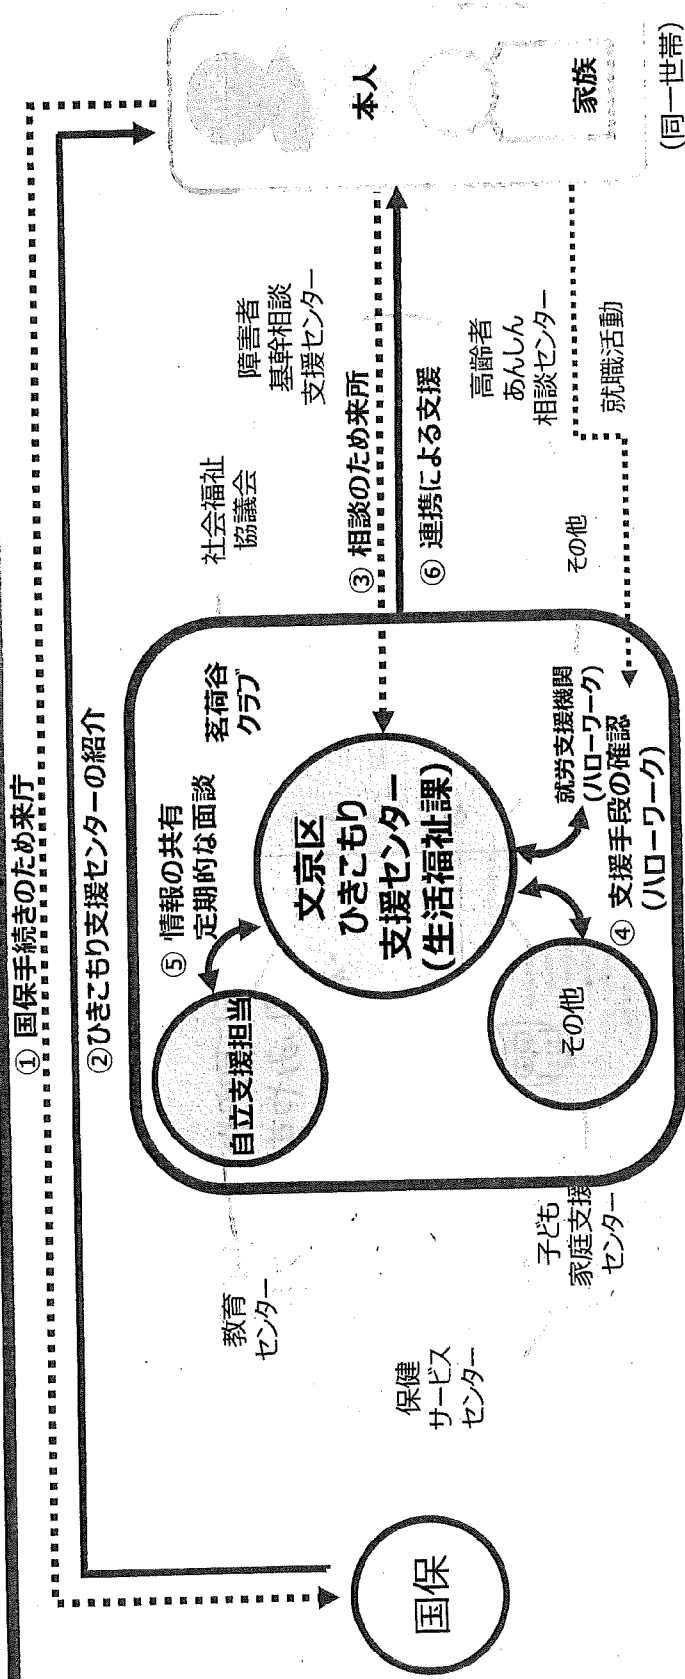 ① 国保手続きのため来庁
②ひきこもり支援センターの紹介
国保
教育
センター
保健
サービス
センター
子ども
家庭支援
センター
自立支援担当
⑤ 情報の共有
定期的な面談
茗荷谷
クラブ
文京区
ひきこもり
支援センター
(生活福祉課)
その他
就労支援機関
(ハローワーク)
④ 支援手段の確認
(ハローワーク)
社会福祉
協議会
障害者
基幹相談
支援センター
③ 相談のため来所
⑥ 連携による支援
高齢者
あんしん
相談センター
その他
就職活動
本人
家族
(同一世帯)